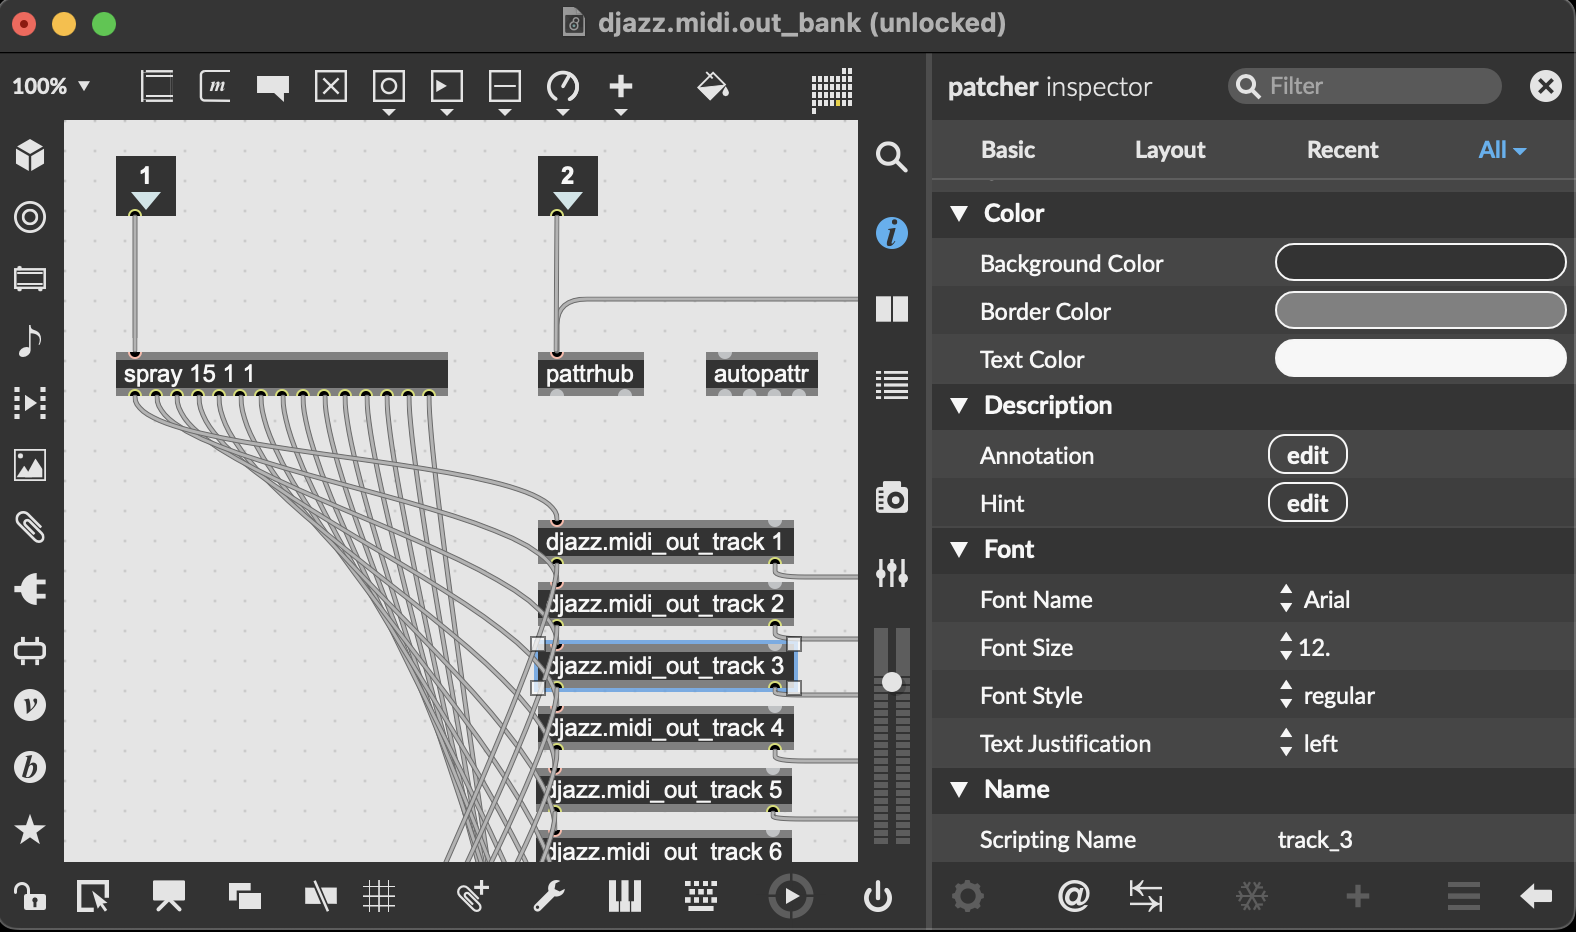 djazz.midi.out_bank (unlocked)
100%
m
patcher inspector
Filter
Basic Layout Recent All
1
2
i
Color
Background Color
Border Color
Text Color
spray 15 1 1
pattrhub
autopattr
Description
Annotation edit
Hint edit
djazz.midi_out_track 1
djazz.midi_out_track 2
djazz.midi_out_track 3
djazz.midi_out_track 4
djazz.midi_out_track 5
djazz.midi_out_track 6
Font
Font Name Arial
Font Size 12.
Font Style regular
Text Justification left
Name
Scripting Name track_3
v
b
@